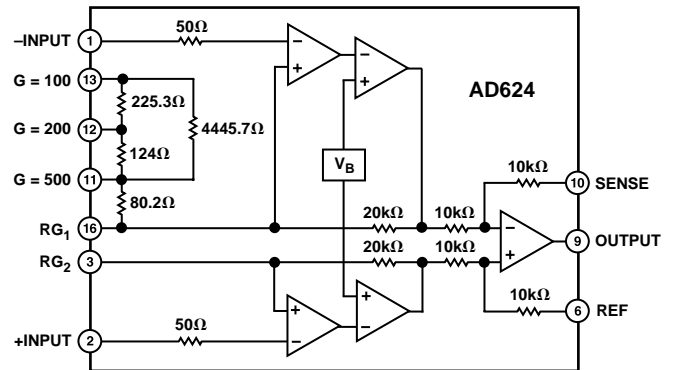 –INPUT 1 50Ω – +
G = 100 13 – +
225.3Ω
AD624
G = 200 12 4445.7Ω
124Ω
VB
G = 500 11 10kΩ 10 SENSE
80.2Ω
20kΩ 10kΩ
RG1 16 –
9 OUTPUT
20kΩ 10kΩ
RG2 3 +
10kΩ
+ + 6 REF
50Ω
+INPUT 2 – –